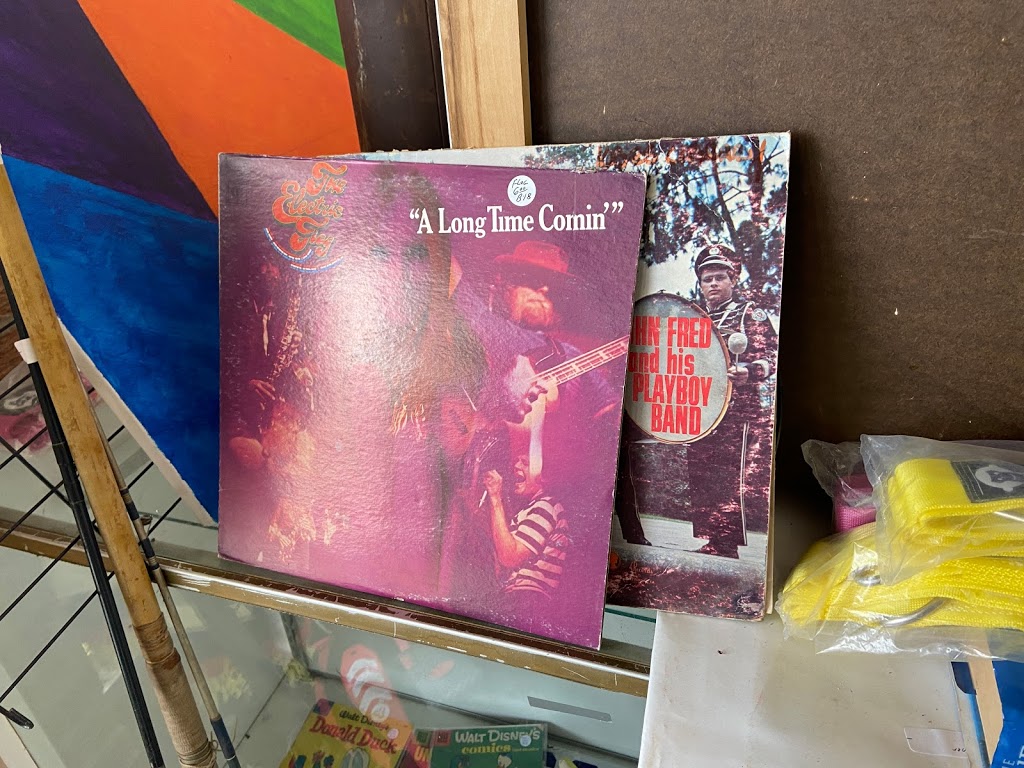 The
Electric
Flag
“A Long Time Comin’”
818
HN FRED
and his
PLAYBOY
BAND
Walt Disney's
Donald Duck
WALT DISNEY'S
comics